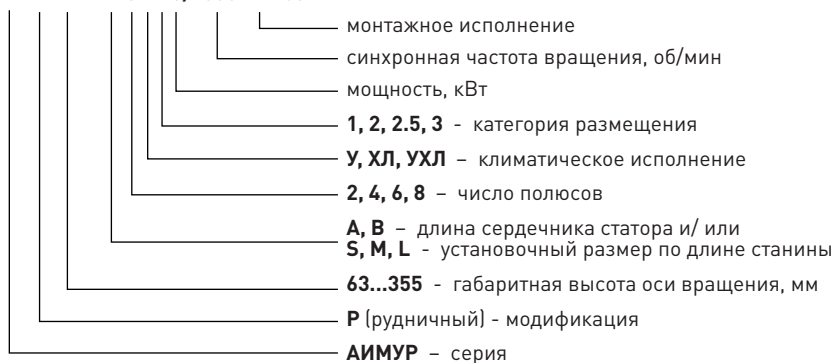 монтажное исполнение
синхронная частота вращения, об/мин
мощность, кВт
1, 2, 2.5, 3 - категория размещения
У, ХЛ, УХЛ – климатическое исполнение
2, 4, 6, 8 – число полюсов
А, В – длина сердечника статора и/ или
S, M, L - установочный размер по длине станины
63...355 - габаритная высота оси вращения, мм
Р (рудничный) - модификация
АИМУР – серия